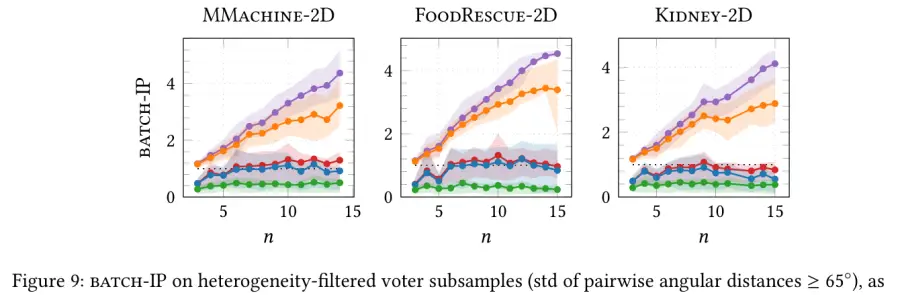 MMachine-2D FoodRescue-2D Kidney-2D
4 4 4
batch-IP
2 2 2
0 0 0
5 10 15 5 10 15 5 10 15
n n n
Figure 9: batch-IP on heterogeneity-filtered voter subsamples (std of pairwise angular distances ≥ 65°), as